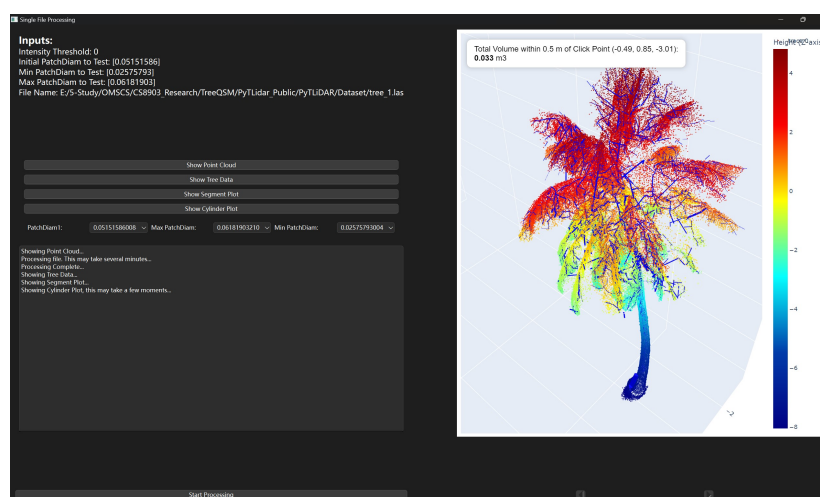 Single File Processing
Inputs:
Intensity Threshold: 0
Initial PatchDiam to Test: [0.05151586]
Min PatchDiam to Test: [0.02575793]
Max PatchDiam to Test: [0.06181903]
File Name: E:/5-Study/OMSCS/CS8903_Research/TreeQSM/PyTLidar_Public/PyTLiDAR/Dataset/tree_1.las
Show Point Cloud
Show Tree Data
Show Segment Plot
Show Cylinder Plot
PatchDiam1: 0.05151586008 Max PatchDiam: 0.06181903210 Min PatchDiam: 0.02575793004
Showing Point Cloud...
Processing file. This may take several minutes...
Processing Complete...
Showing Tree Data...
Showing Segment Plot...
Showing Cylinder Plot, this may take a few moments...
Start Processing
Total Volume within 0.5 m of Click Point (-0.49, 0.85, -3.01):
0.033 m3
Height (Z-axis
4
2
0
−2
−4
−6
−8
−2